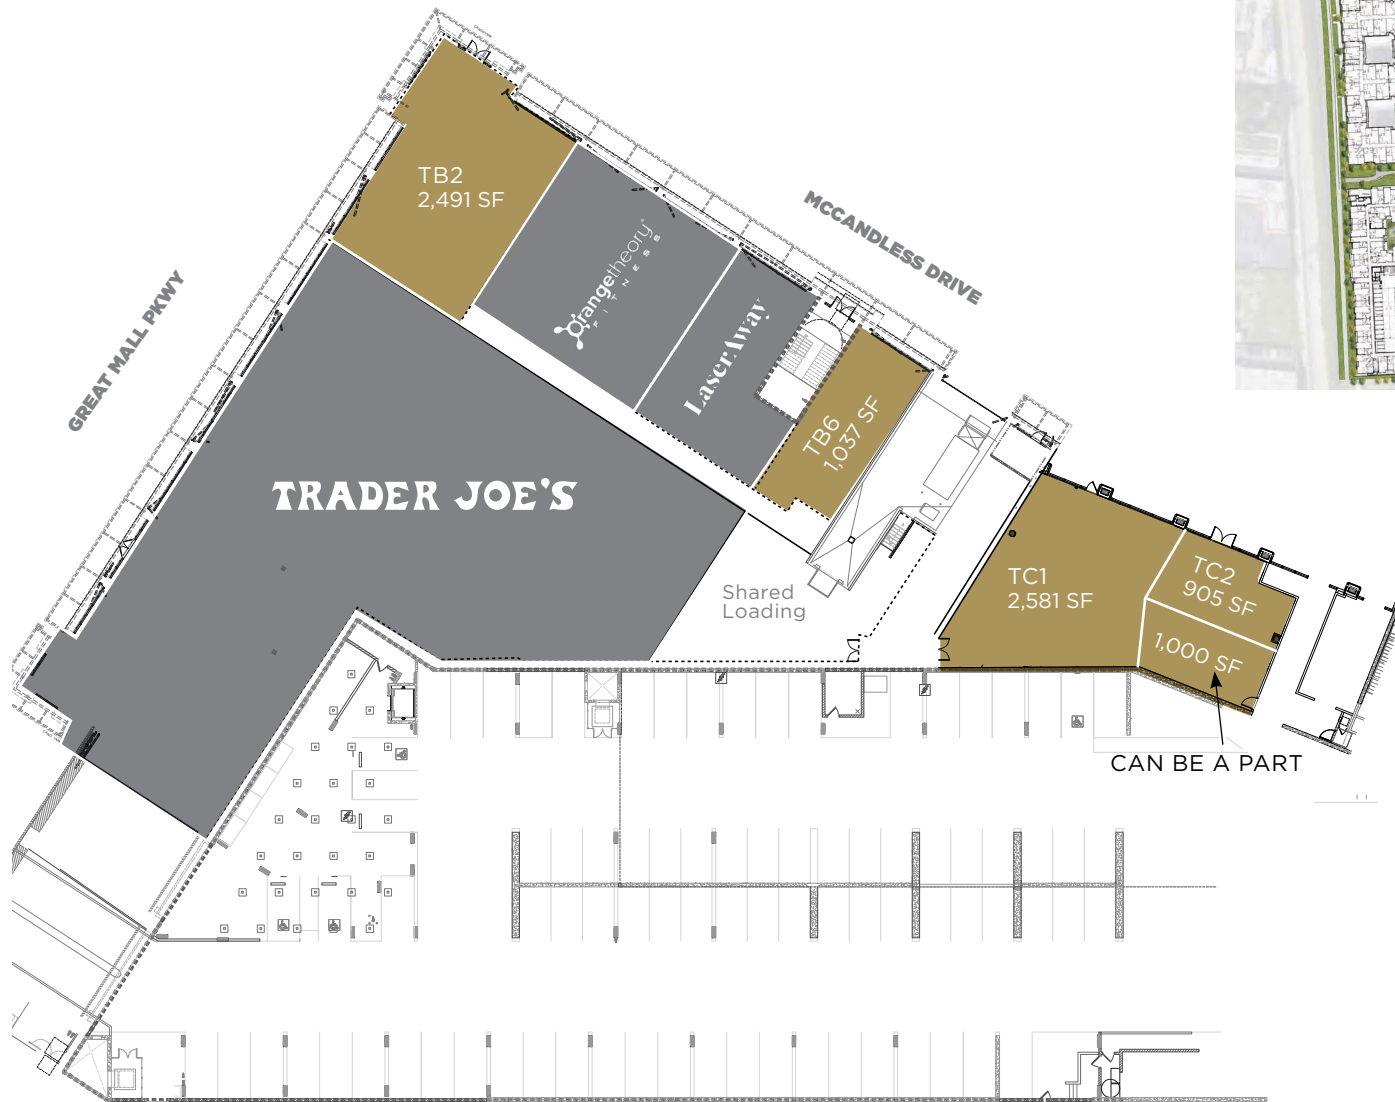 TB2
2,491 SF
MCCANDLESS DRIVE
GREAT MALL PKWY
Orangetheory®
FITNESS
LaserAway
TB6
1,037 SF
TRADER JOE'S
Shared
Loading
TC1
2,581 SF
TC2
905 SF
1,000 SF
CAN BE A PART